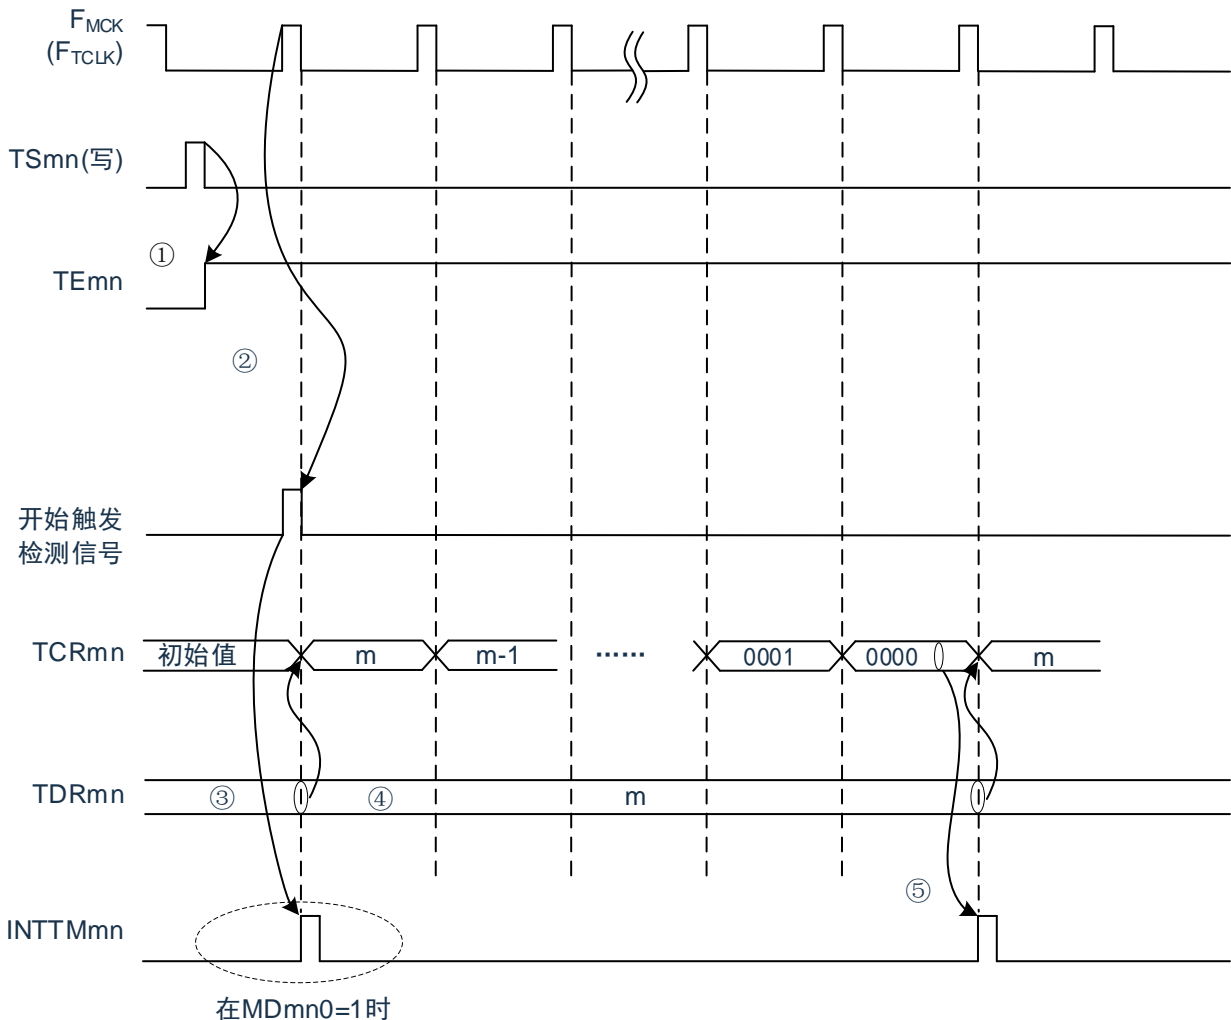 FMCK
(FTCLK)
TSmn(写)
①
TEmn
②
开始触发
检测信号
TCRmn 初始值 m m-1 ...... 0001 0000 m
TDRmn ③ ④ m
⑤
INTTMmn
在MDmn0=1时